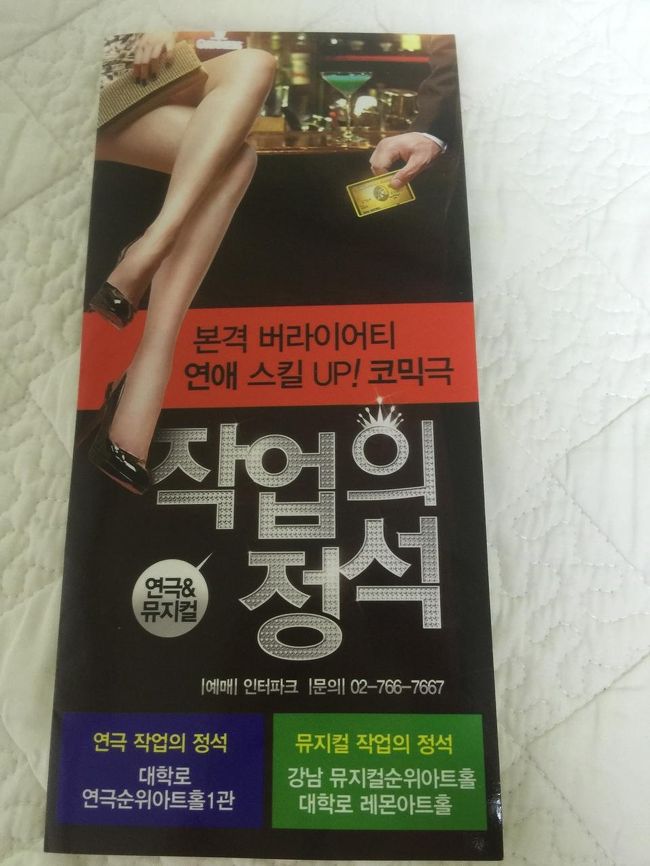 본격 버라이어티
연애 스킬 UP! 코믹극
작업의
정석
연극&
뮤지컬
|예매| 인터파크 |문의| 02-766-7667
연극 작업의 정석
대학로
연극순위아트홀1관
뮤지컬 작업의 정석
강남 뮤지컬순위아트홀
대학로 레몬아트홀